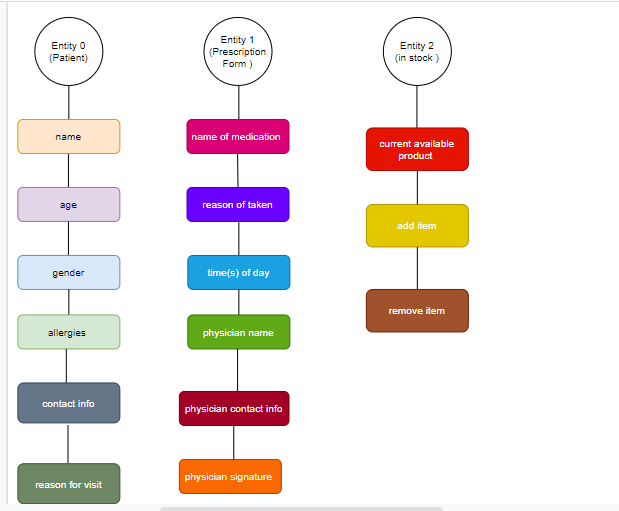 Entity 0
(Patient)
name
age
gender
allergies
contact info
reason for visit
Entity 1
(Prescription
Form )
name of medication
reason of taken
time(s) of day
physician name
physician contact info
physician signature
Entity 2
(in stock )
current available
product
add item
remove item